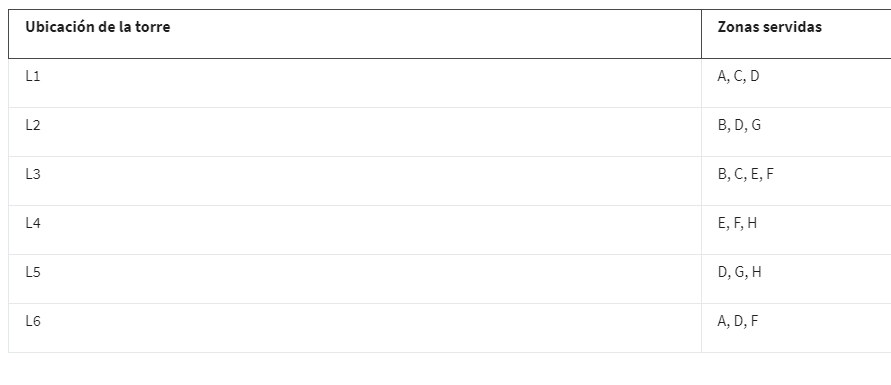 Ubicación de la torre Zonas servidas
L1 A, C, D
L2 B, D, G
L3 B, C, E, F
L4 E, F, H
L5 D, G, H
L6 A, D, F